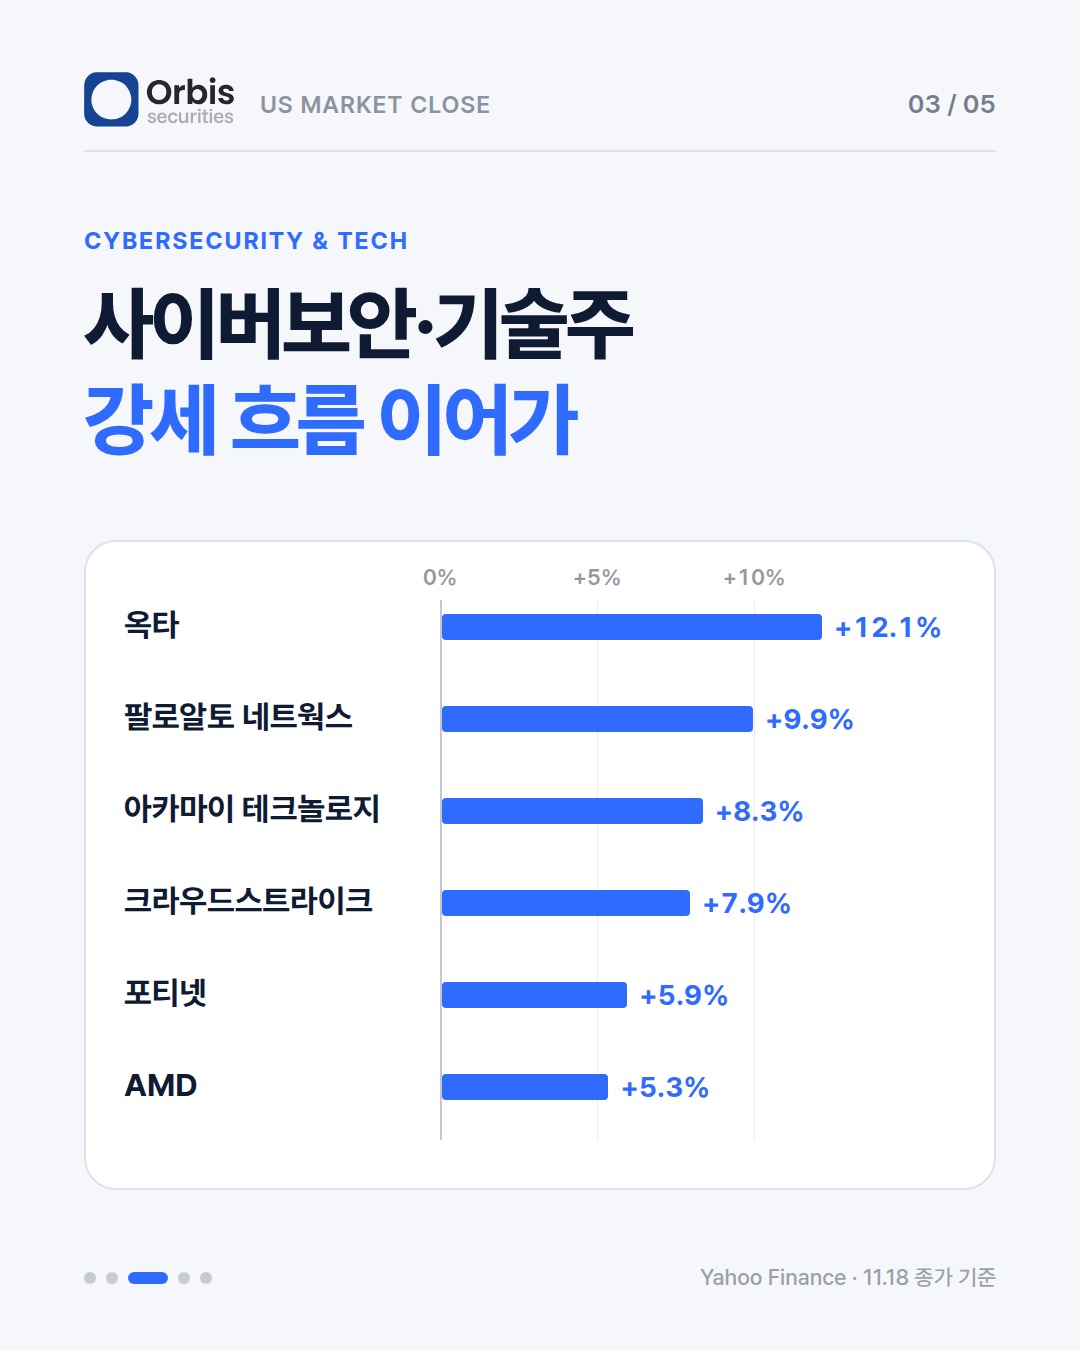 Orbis
securities
US MARKET CLOSE
03 / 05
CYBERSECURITY & TECH
사이버보안·기술주
강세 흐름 이어가
0% +5% +10%
옥타 +12.1%
팔로알토 네트웍스 +9.9%
아카마이 테크놀로지 +8.3%
크라우드스트라이크 +7.9%
포티넷 +5.9%
AMD +5.3%
Yahoo Finance · 11.18 종가 기준